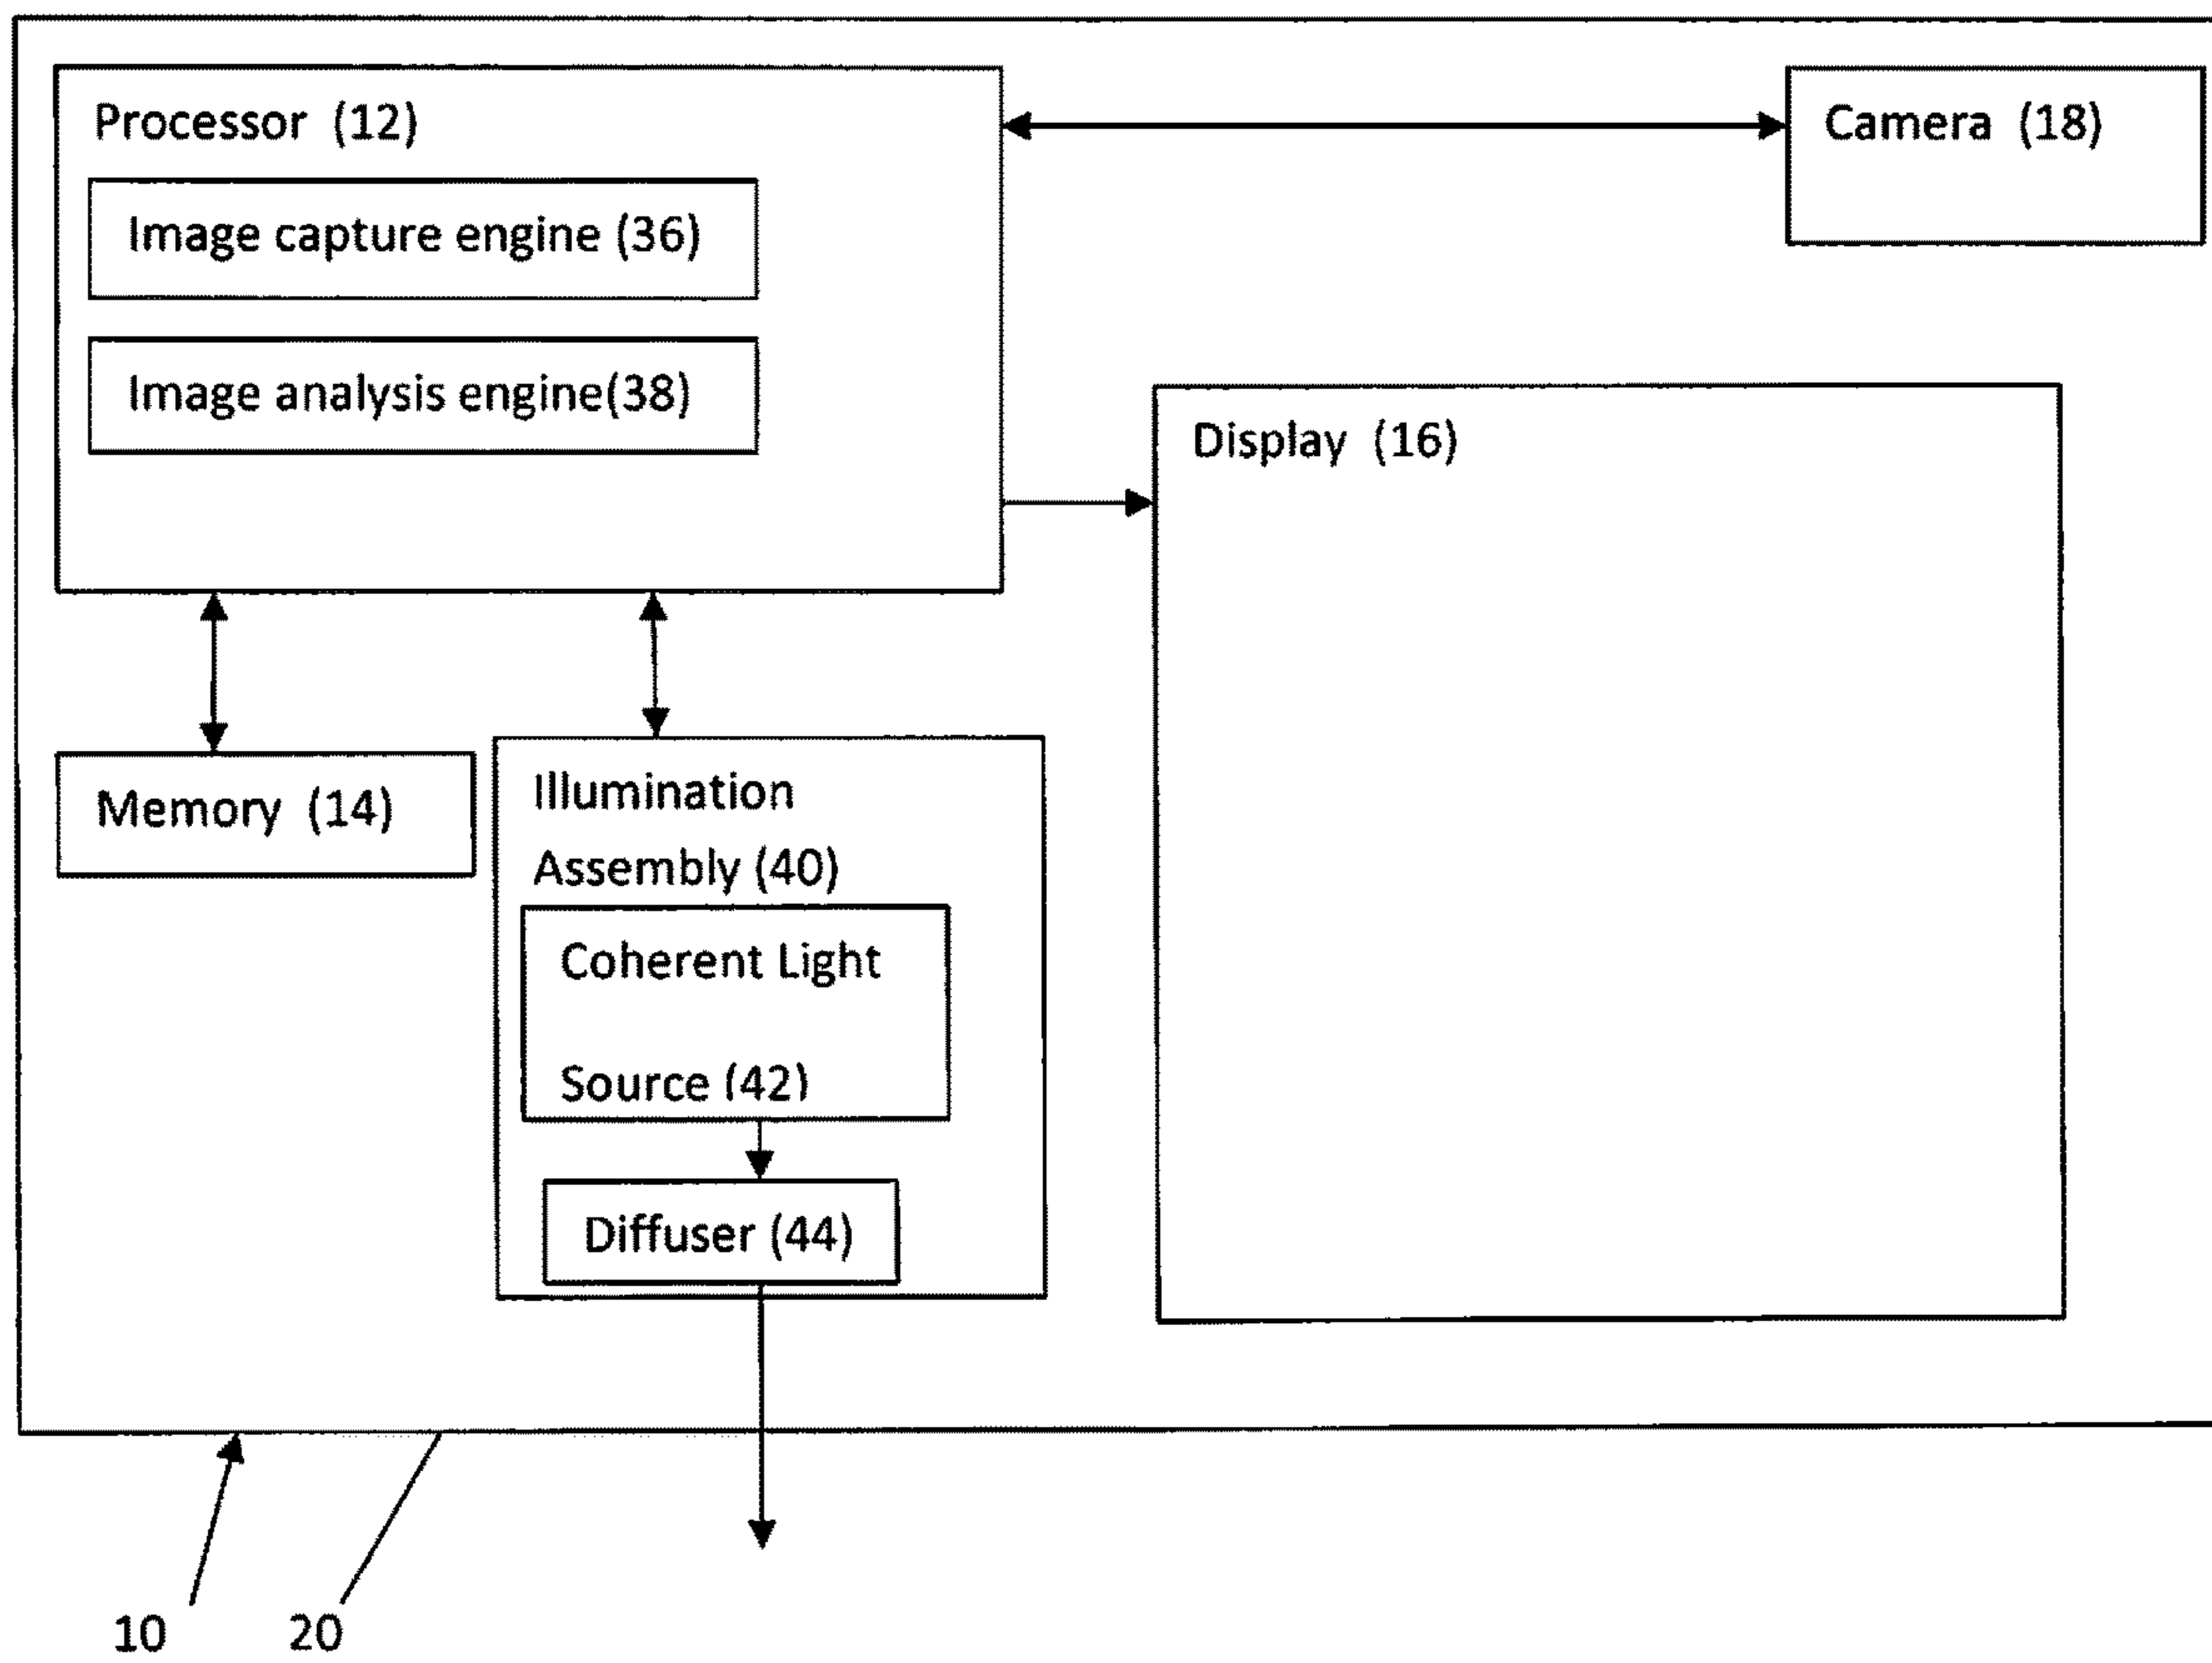 Processor (12)
Camera (18)
Image capture engine (36)
Image analysis engine(38)
Display (16)
Memory (14)
Illumination
Assembly (40)
Coherent Light
Source (42)
Diffuser (44)
10
20